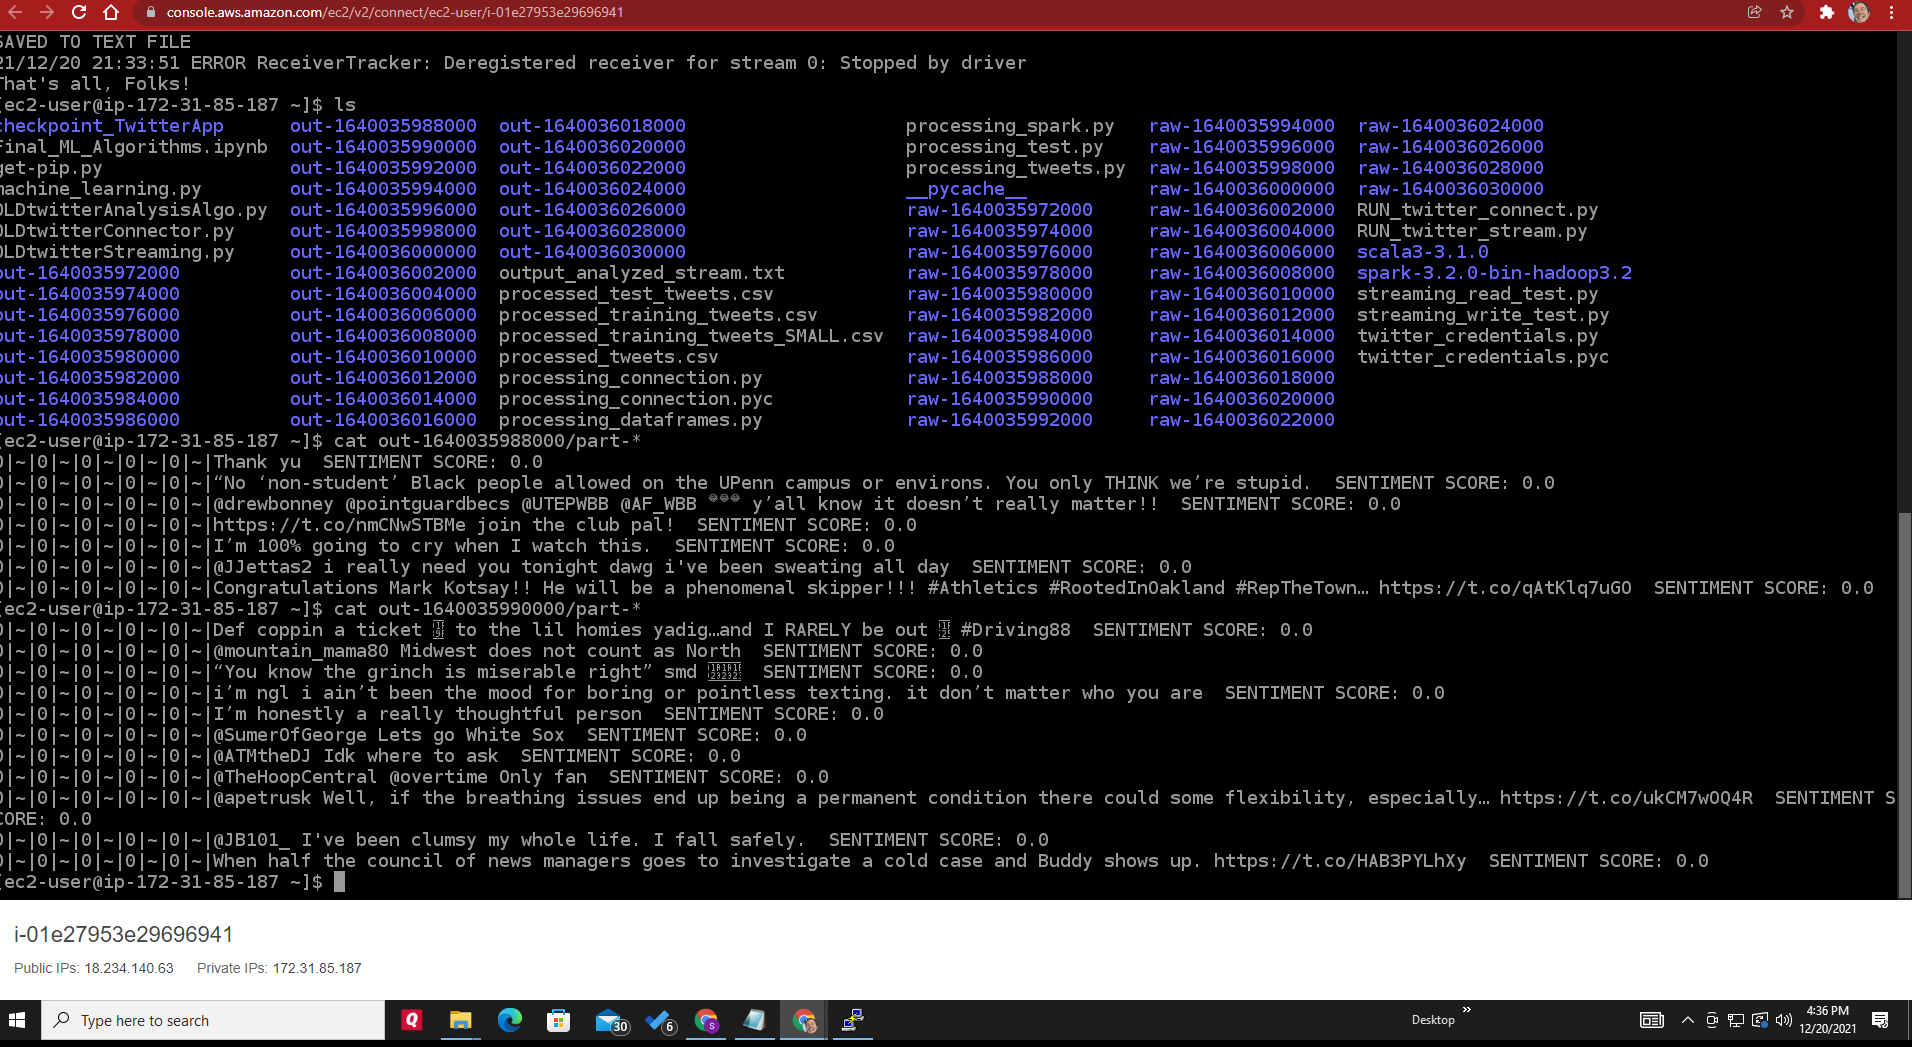 console.aws.amazon.com/ec2/v2/connect/ec2-user/i-01e27953e29696941
SAVED TO TEXT FILE
21/12/20 21:33:51 ERROR ReceiverTracker: Deregistered receiver for stream 0: Stopped by driver
That's all, Folks!
[ec2-user@ip-172-31-85-187 ~]$ ls
checkpoint_TwitterApp out-1640035988000 out-1640036018000 processing_spark.py raw-1640035994000 raw-1640036024000
Final_ML_Algorithms.ipynb out-1640035990000 out-1640036020000 processing_test.py raw-1640035996000 raw-1640036026000
get-pip.py out-1640035992000 out-1640036022000 processing_tweets.py raw-1640035998000 raw-1640036028000
machine_learning.py out-1640035994000 out-1640036024000 __pycache__ raw-1640036000000 raw-1640036030000
OLDtwitterAnalysisAlgo.py out-1640035996000 out-1640036026000 raw-1640035972000 raw-1640036002000 RUN_twitter_connect.py
OLDtwitterConnector.py out-1640035998000 out-1640036028000 raw-1640035974000 raw-1640036004000 RUN_twitter_stream.py
OLDtwitterStreaming.py out-1640036000000 out-1640036030000 raw-1640035976000 raw-1640036006000 scala3-3.1.0
out-1640035972000 out-1640036002000 output_analyzed_stream.txt raw-1640035978000 raw-1640036008000 spark-3.2.0-bin-hadoop3.2
out-1640035974000 out-1640036004000 processed_test_tweets.csv raw-1640035980000 raw-1640036010000 streaming_read_test.py
out-1640035976000 out-1640036006000 processed_training_tweets.csv raw-1640035982000 raw-1640036012000 streaming_write_test.py
out-1640035978000 out-1640036008000 processed_training_tweets_SMALL.csv raw-1640035984000 raw-1640036014000 twitter_credentials.py
out-1640035980000 out-1640036010000 processed_tweets.csv raw-1640035986000 raw-1640036016000 twitter_credentials.pyc
out-1640035982000 out-1640036012000 processing_connection.py raw-1640035988000 raw-1640036018000
out-1640035984000 out-1640036014000 processing_connection.pyc raw-1640035990000 raw-1640036020000
out-1640035986000 out-1640036016000 processing_dataframes.py raw-1640035992000 raw-1640036022000
[ec2-user@ip-172-31-85-187 ~]$ cat out-1640035988000/part-*
0|~|0|~|0|~|0|~|0|~|Thank yu SENTIMENT SCORE: 0.0
0|~|0|~|0|~|0|~|0|~|“No ‘non-student’ Black people allowed on the UPenn campus or environs. You only THINK we’re stupid. SENTIMENT SCORE: 0.0
0|~|0|~|0|~|0|~|0|~|@drewbonney @pointguardbecs @UTEPWBB @AF_WBB 😂😂😂 y’all know it doesn’t really matter!! SENTIMENT SCORE: 0.0
0|~|0|~|0|~|0|~|0|~|https://t.co/nmCNwSTBMe join the club pal! SENTIMENT SCORE: 0.0
0|~|0|~|0|~|0|~|0|~|I’m 100% going to cry when I watch this. SENTIMENT SCORE: 0.0
0|~|0|~|0|~|0|~|0|~|@JJettas2 i really need you tonight dawg i've been sweating all day SENTIMENT SCORE: 0.0
0|~|0|~|0|~|0|~|0|~|Congratulations Mark Kotsay!! He will be a phenomenal skipper!!! #Athletics #RootedInOakland #RepTheTown… https://t.co/qAtKlq7uGO SENTIMENT SCORE: 0.0
[ec2-user@ip-172-31-85-187 ~]$ cat out-1640035990000/part-*
0|~|0|~|0|~|0|~|0|~|Def coppin a ticket to the lil homies yadig…and I RARELY be out #Driving88 SENTIMENT SCORE: 0.0
0|~|0|~|0|~|0|~|0|~|@mountain_mama80 Midwest does not count as North SENTIMENT SCORE: 0.0
0|~|0|~|0|~|0|~|0|~|“You know the grinch is miserable right” smd SENTIMENT SCORE: 0.0
0|~|0|~|0|~|0|~|0|~|i’m ngl i ain’t been the mood for boring or pointless texting. it don’t matter who you are SENTIMENT SCORE: 0.0
0|~|0|~|0|~|0|~|0|~|I’m honestly a really thoughtful person SENTIMENT SCORE: 0.0
0|~|0|~|0|~|0|~|0|~|@SumerOfGeorge Lets go White Sox SENTIMENT SCORE: 0.0
0|~|0|~|0|~|0|~|0|~|@ATMtheDJ Idk where to ask SENTIMENT SCORE: 0.0
0|~|0|~|0|~|0|~|0|~|@TheHoopCentral @overtime Only fan SENTIMENT SCORE: 0.0
0|~|0|~|0|~|0|~|0|~|@apetrusk Well, if the breathing issues end up being a permanent condition there could some flexibility, especially… https://t.co/ukCM7wOQ4R SENTIMENT S
CORE: 0.0
0|~|0|~|0|~|0|~|0|~|@JB101_ I've been clumsy my whole life. I fall safely. SENTIMENT SCORE: 0.0
0|~|0|~|0|~|0|~|0|~|When half the council of news managers goes to investigate a cold case and Buddy shows up. https://t.co/HAB3PYLhXy SENTIMENT SCORE: 0.0
[ec2-user@ip-172-31-85-187 ~]$
i-01e27953e29696941
Public IPs: 18.234.140.63 Private IPs: 172.31.85.187
Type here to search
30
6
Desktop
4:36 PM
12/20/2021